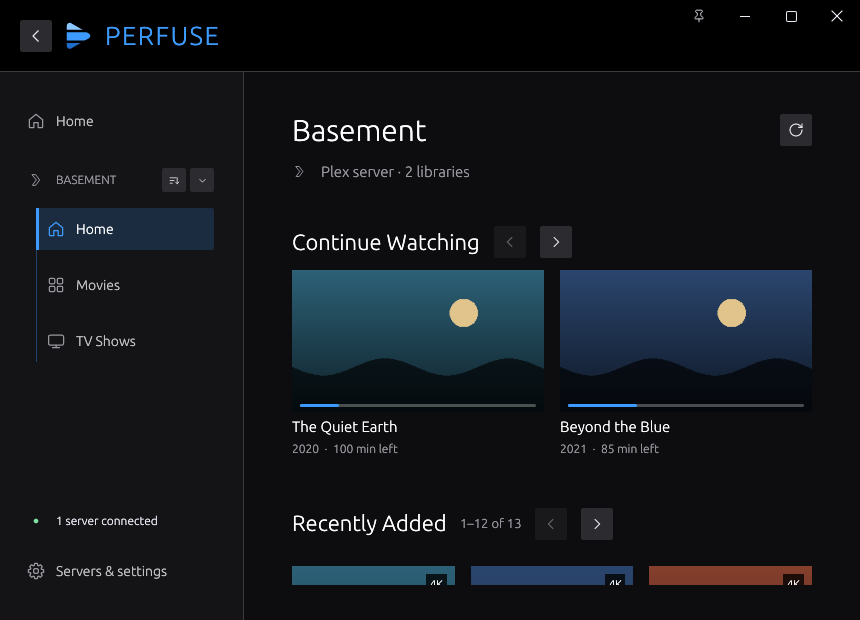 PERFUSE
Home
BASEMENT
Home
Movies
TV Shows
1 server connected
Servers & settings
Basement
Plex server · 2 libraries
Continue Watching
The Quiet Earth
2020 · 100 min left
Beyond the Blue
2021 · 85 min left
Recently Added 1–12 of 13
4K
4K
4K